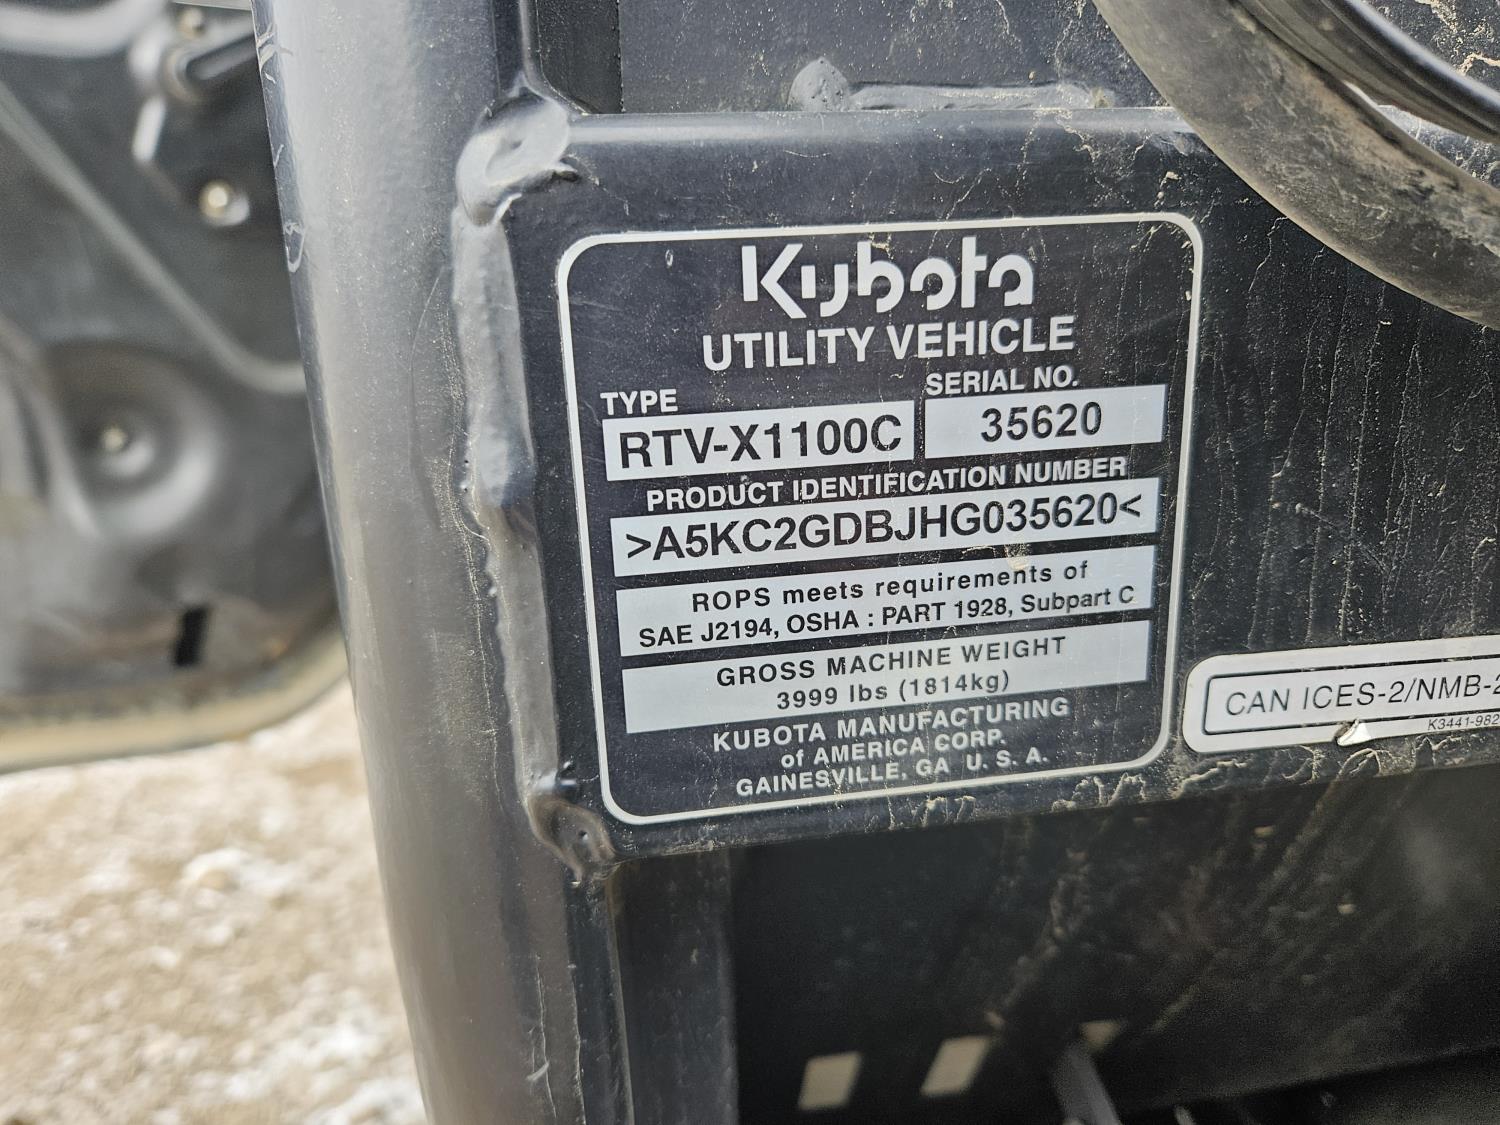 Kubota
UTILITY VEHICLE
TYPE SERIAL NO.
RTV-X1100C 35620
PRODUCT IDENTIFICATION NUMBER
>A5KC2GDBJHG035620<
ROPS meets requirements of
SAE J2194, OSHA : PART 1928, Subpart C
GROSS MACHINE WEIGHT
3999 lbs (1814kg)
KUBOTA MANUFACTURING
of AMERICA CORP.
GAINESVILLE, GA U. S. A.
CAN ICES-2/NMB-2
K3441-982